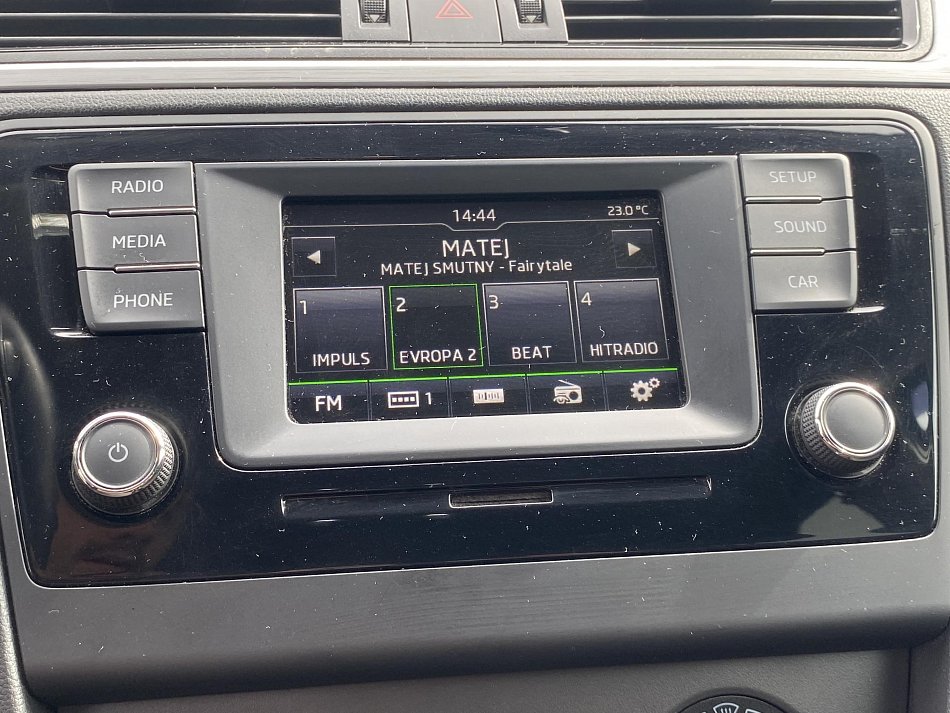 RADIO
MEDIA
PHONE
14:44
23.0 °C
MATEJ
MATEJ SMUTNY - Fairytale
1
IMPULS
2
EVROPA 2
3
BEAT
4
HITRADIO
FM
1
SETUP
SOUND
CAR